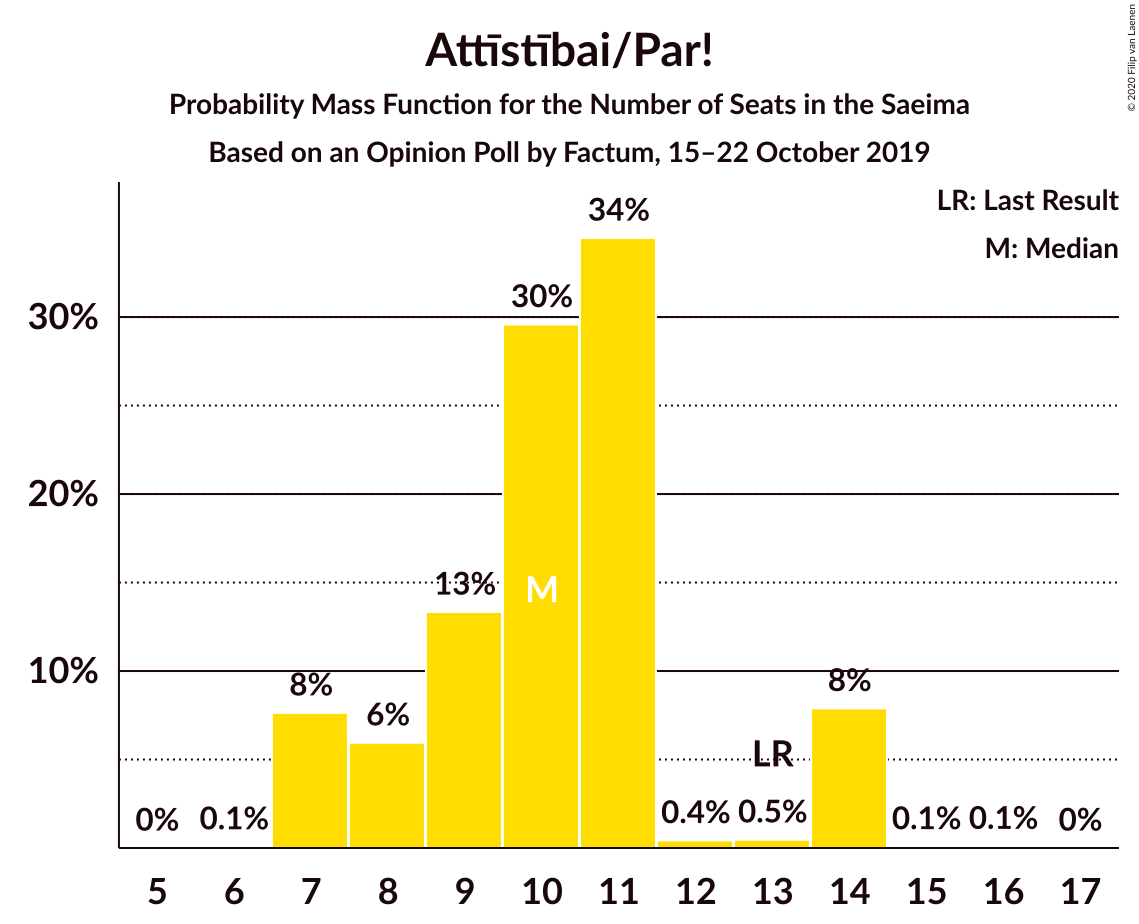 Attīstībai/Par!
Probability Mass Function for the Number of Seats in the Saeima
Based on an Opinion Poll by Factum, 15–22 October 2019
© 2020 Filip van Laenen
LR: Last Result
M: Median
34%
30%
30%
20%
13%
M
10%
8%
8%
6%
LR
0%
0.1%
0.4%
0.5%
0.1%
0.1%
0%
5 6 7 8 9 10 11 12 13 14 15 16 17